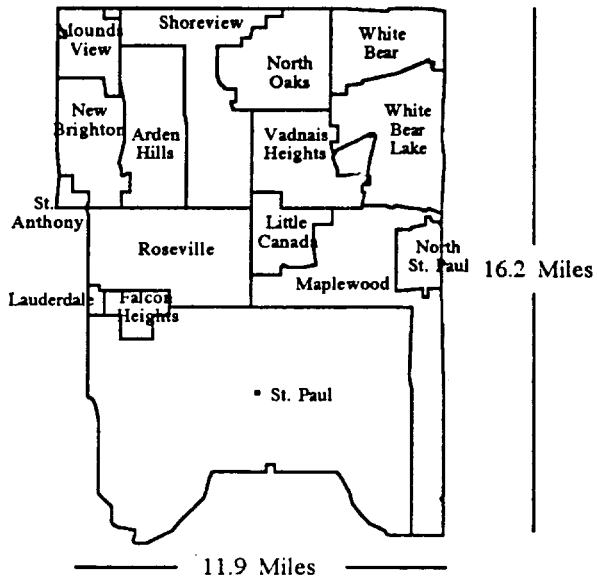 Shoreview
Mounds
View
White
Bear
North
Oaks
New
Brighton
Arden
Hills
Vadnais
Heights
White
Bear
Lake
St.
Anthony
Roseville
Little
Canada
North
St. Paul
Maplewood
16.2 Miles
Lauderdale
Falcon
Heights
St. Paul
11.9 Miles